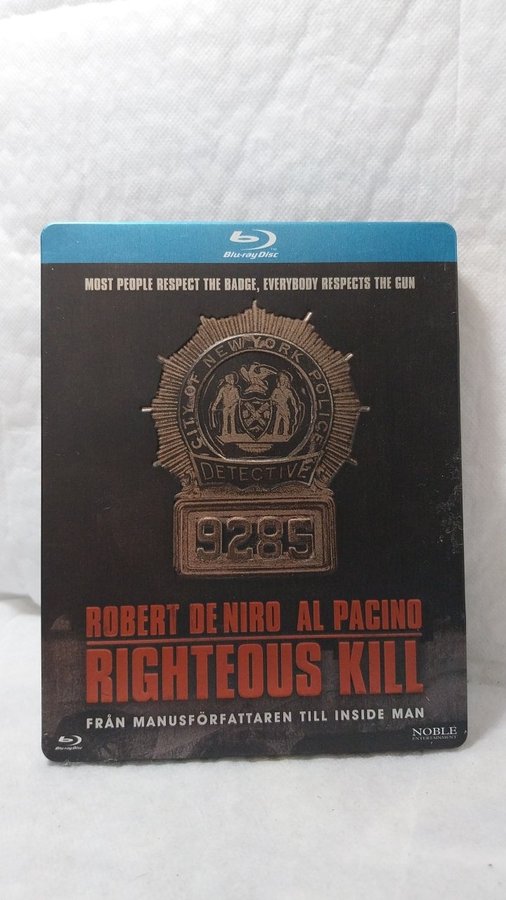 Blu-ray Disc
MOST PEOPLE RESPECT THE BADGE, EVERYBODY RESPECTS THE GUN
CITY OF NEW YORK POLICE
DETECTIVE
9285
ROBERT DE NIRO AL PACINO
RIGHTEOUS KILL
FRÅN MANUSFÖRFATTAREN TILL INSIDE MAN
Blu-ray Disc
NOBLE
ENTERTAINMENT